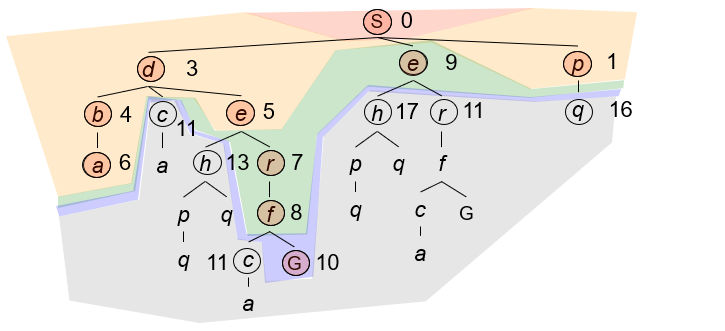 S 0
d 3 e 9 p 1
b 4 c 11 e 5 h 17 r 11 q 16
a 6 a h 13 r 7 p q f
p q f 8 q c G
q 11 c G 10 a
a